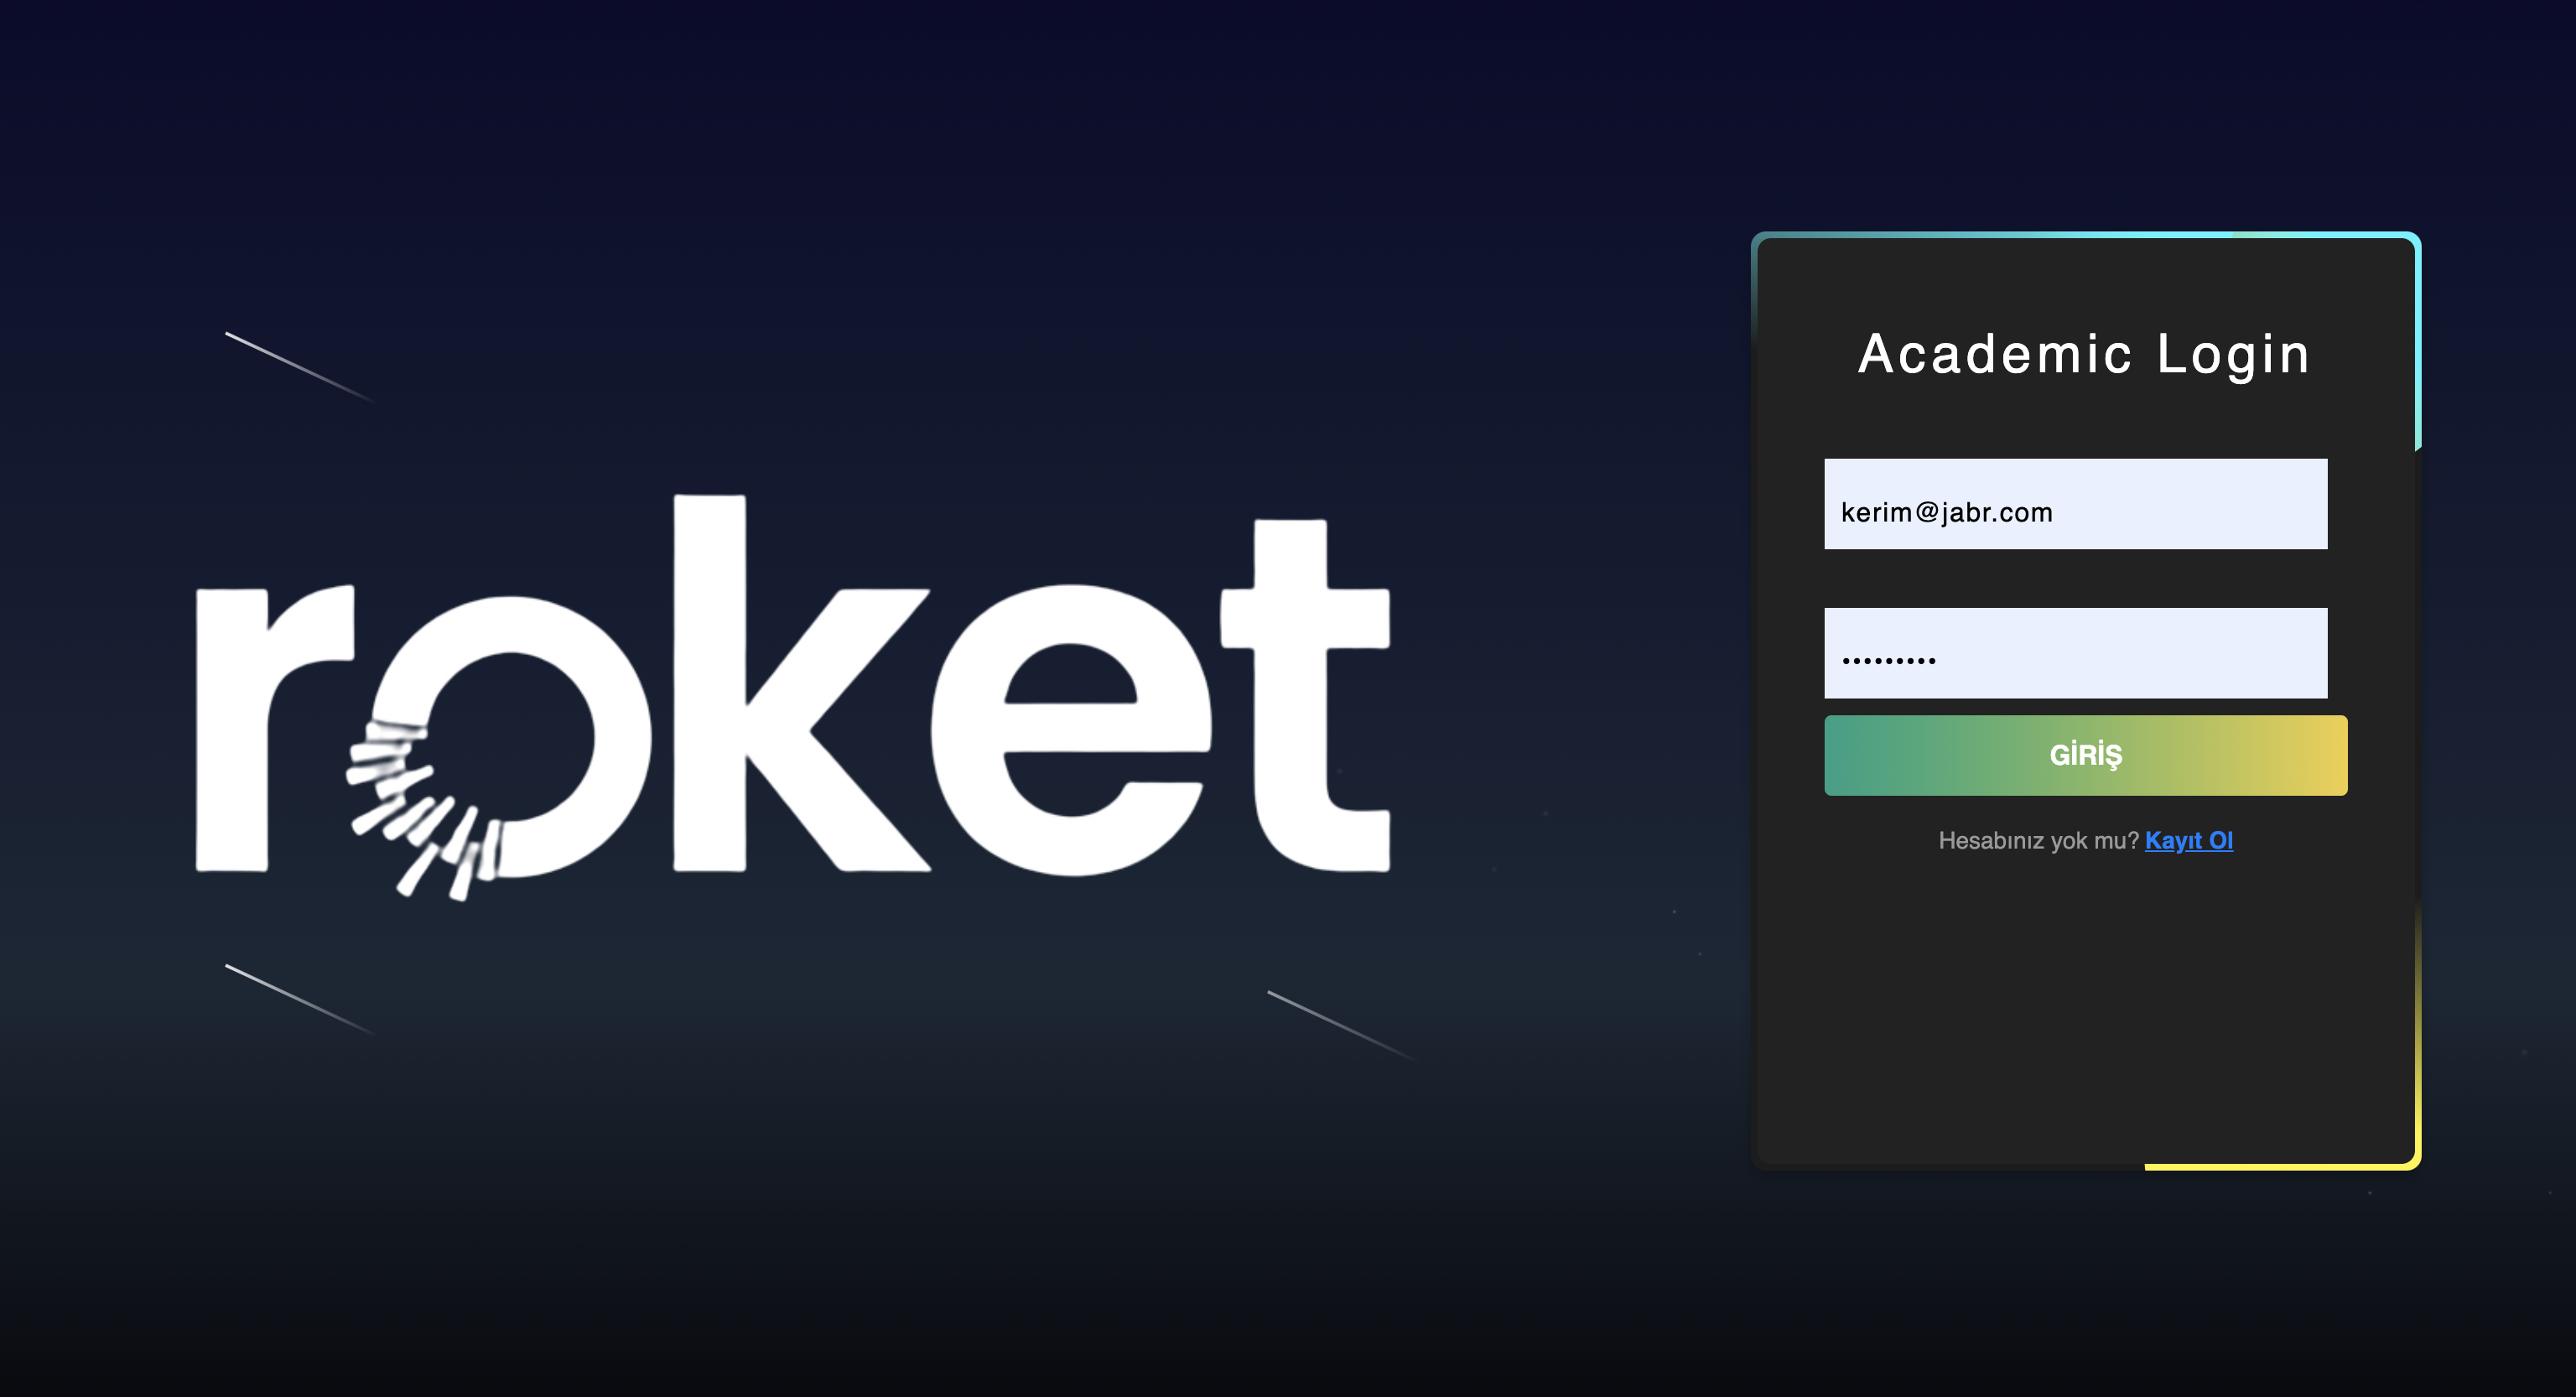 roket
Academic Login
kerim@jabr.com
•••••••••
GİRİŞ
Hesabınız yok mu? Kayıt Ol